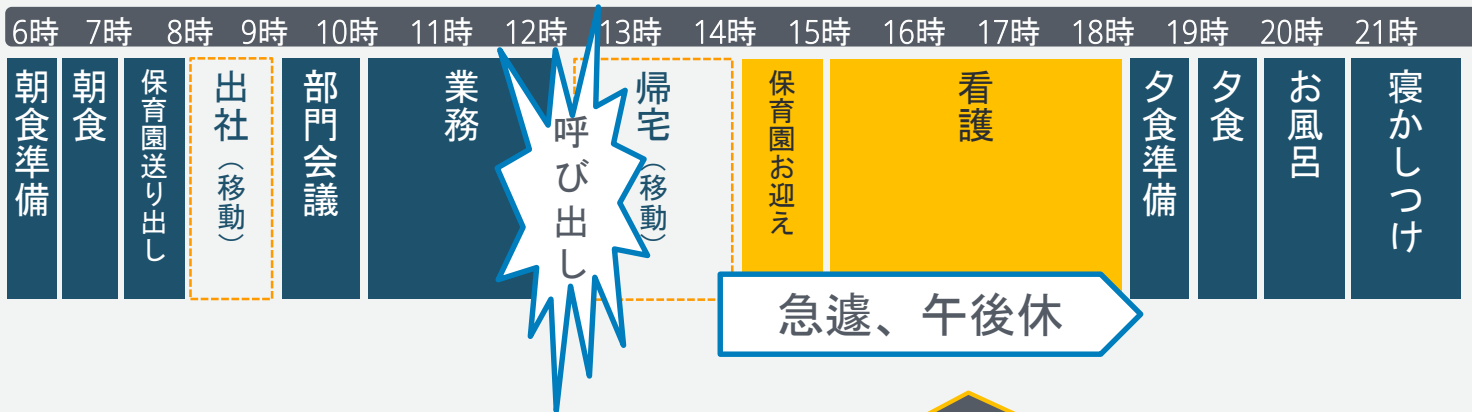 6時 7時 8時 9時 10時 11時 12時 13時 14時 15時 16時 17時 18時 19時 20時 21時
朝食準備
朝食
保育園送り出し
出社（移動）
部門会議
業務
呼び出し
帰宅（移動）
保育園お迎え
看護
夕食準備
夕食
お風呂
寝かしつけ
急遽、午後休